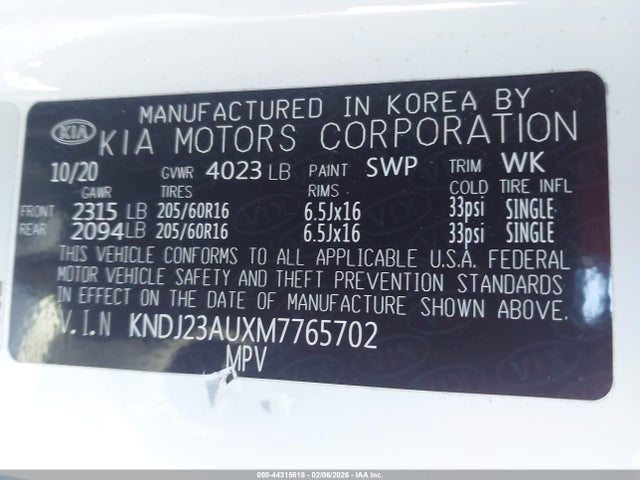 MANUFACTURED IN KOREA BY
KIA KIA MOTORS CORPORATION
10/20 GVWR 4023 LB PAINT SWP TRIM WK
GAWR TIRES RIMS COLD TIRE INFL
FRONT 2315 LB 205/60R16 6.5Jx16 33psi SINGLE
REAR 2094 LB 205/60R16 6.5Jx16 33psi SINGLE
THIS VEHICLE CONFORMS TO ALL APPLICABLE U.S.A. FEDERAL
MOTOR VEHICLE SAFETY AND THEFT PREVENTION STANDARDS
IN EFFECT ON THE DATE OF MANUFACTURE SHOWN ABOVE.
V.I.N KNDJ23AUXM7765702
MPV
000-44315618 - 02/06/2026 - IAA Inc.